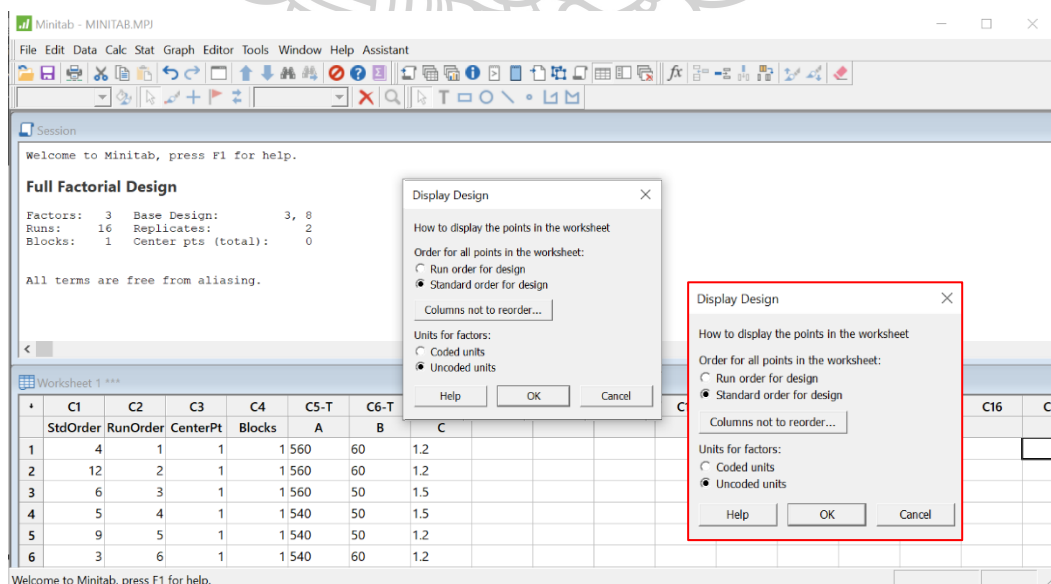 Minitab - MINITAB.MPJ
File Edit Data Calc Stat Graph Editor Tools Window Help Assistant
Session
Welcome to Minitab, press F1 for help.
Full Factorial Design
Factors: 3 Base Design: 3, 8
Runs: 16 Replicates: 2
Blocks: 1 Center pts (total): 0
All terms are free from aliasing.
Display Design
How to display the points in the worksheet
Order for all points in the worksheet:
Run order for design
Standard order for design
Columns not to reorder...
Units for factors:
Coded units
Uncoded units
Help OK Cancel
Display Design
How to display the points in the worksheet
Order for all points in the worksheet:
Run order for design
Standard order for design
Columns not to reorder...
Units for factors:
Coded units
Uncoded units
Help OK Cancel
Worksheet 1 ***
C1 C2 C3 C4 C5-T C6-T C16
StdOrder RunOrder CenterPt Blocks A B C
1 4 1 1 1 560 60 1.2
2 12 2 1 1 560 60 1.2
3 6 3 1 1 560 50 1.5
4 5 4 1 1 540 50 1.5
5 9 5 1 1 540 50 1.2
6 3 6 1 1 540 60 1.2
Welcome to Minitab, press F1 for help.